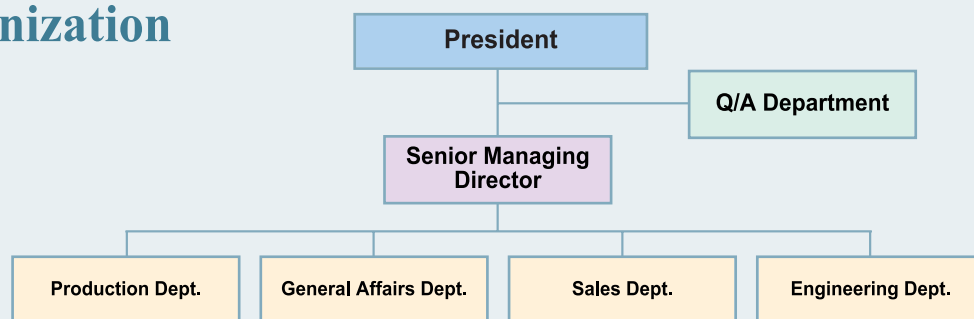 nization
President
Q/A Department
Senior Managing
Director
Production Dept.
General Affairs Dept.
Sales Dept.
Engineering Dept.